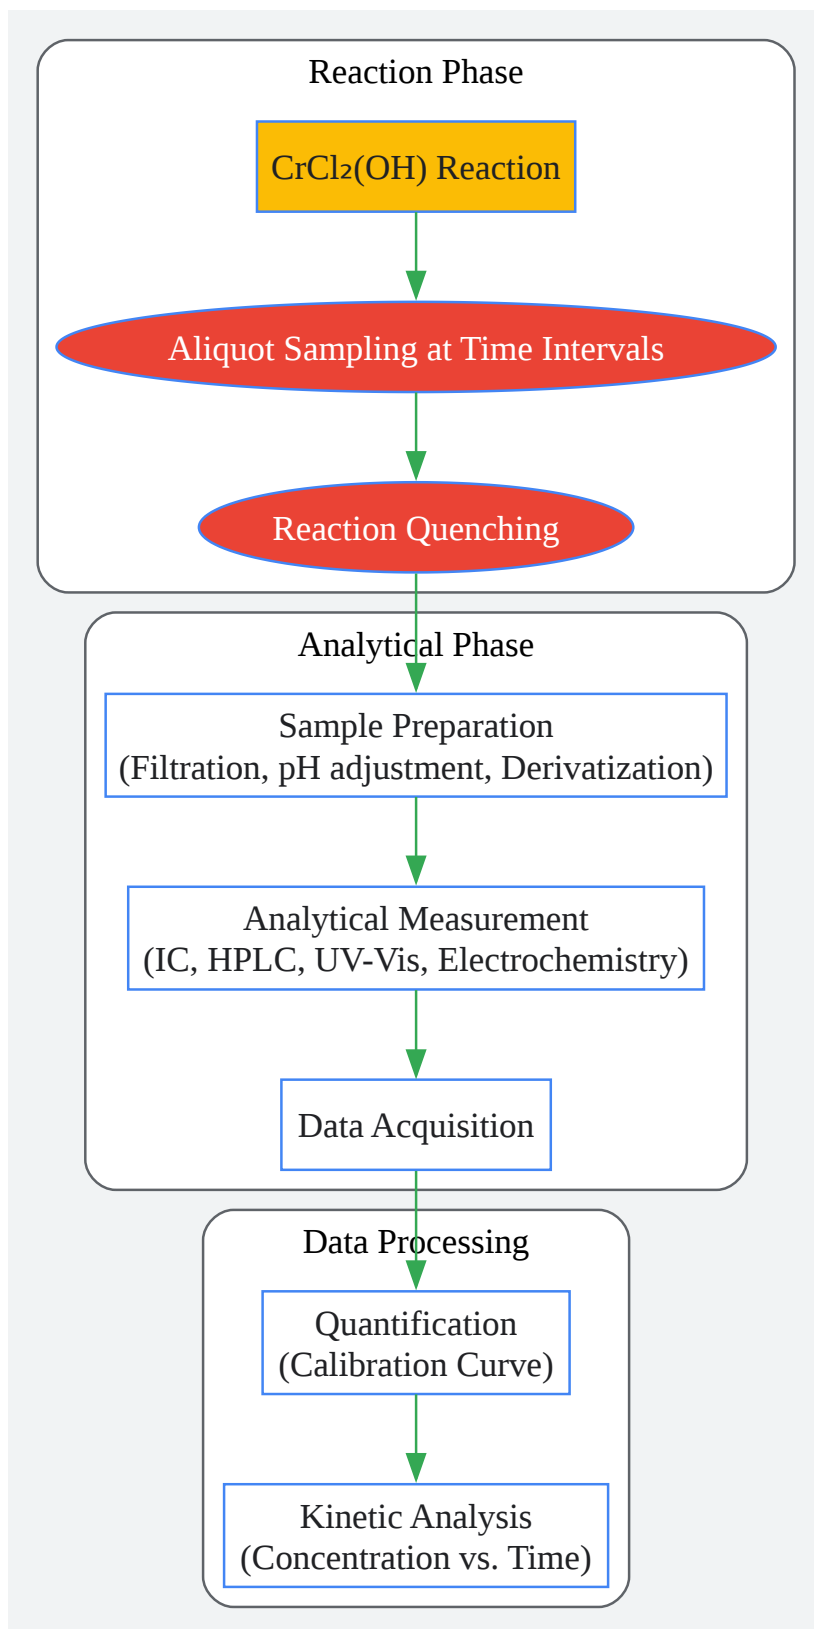 Reaction Phase
CrCl₂(OH) Reaction
Aliquot Sampling at Time Intervals
Reaction Quenching
Analytical Phase
Sample Preparation
(Filtration, pH adjustment, Derivatization)
Analytical Measurement
(IC, HPLC, UV-Vis, Electrochemistry)
Data Acquisition
Data Processing
Quantification
(Calibration Curve)
Kinetic Analysis
(Concentration vs. Time)